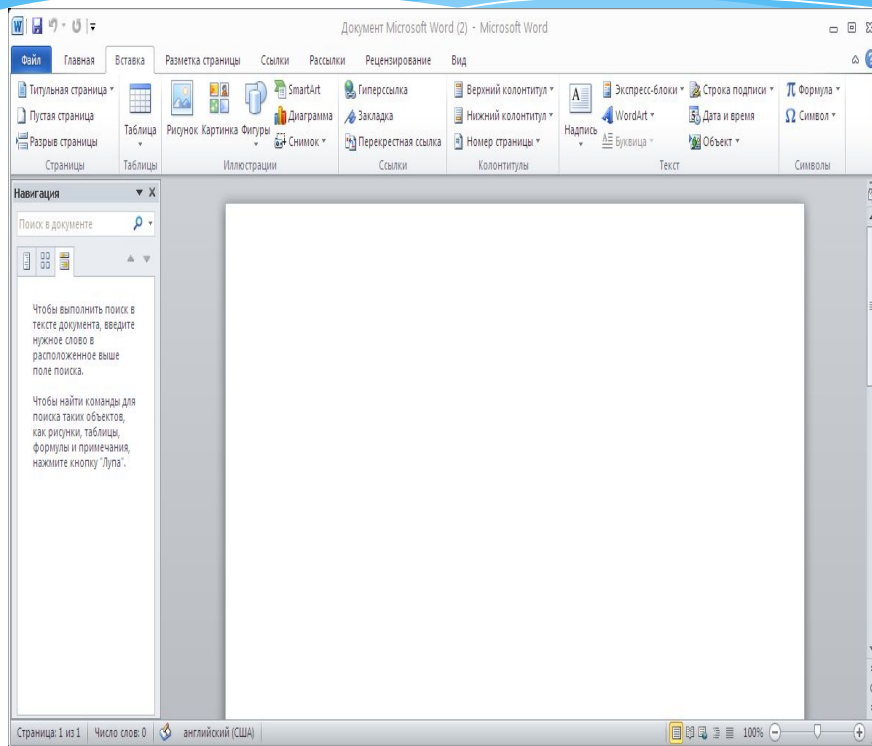 Документ Microsoft Word (2) - Microsoft Word
Файл Главная Вставка Разметка страницы Ссылки Рассылки Рецензирование Вид
Титульная страница
Пустая страница
Разрыв страницы
Страницы
Таблица
Таблицы
Рисунок Картинка Фигуры
SmartArt
Диаграмма
Снимок
Иллюстрации
Гиперссылка
Закладка
Перекрестная ссылка
Ссылки
Верхний колонтитул
Нижний колонтитул
Номер страницы
Колонтитулы
Надпись
Экспресс-блоки
WordArt
Буквица
Строка подписи
Дата и время
Объект
Текст
π Формула
Ω Символ
Символы
Навигация
Поиск в документе
Чтобы выполнить поиск в
тексте документа, введите
нужное слово в
расположенное выше
поле поиска.
Чтобы найти команды для
поиска таких объектов,
как рисунки, таблицы,
формулы и примечания,
нажмите кнопку "Лупа".
Страница: 1 из 1 Число слов: 0 английский (США) 100%